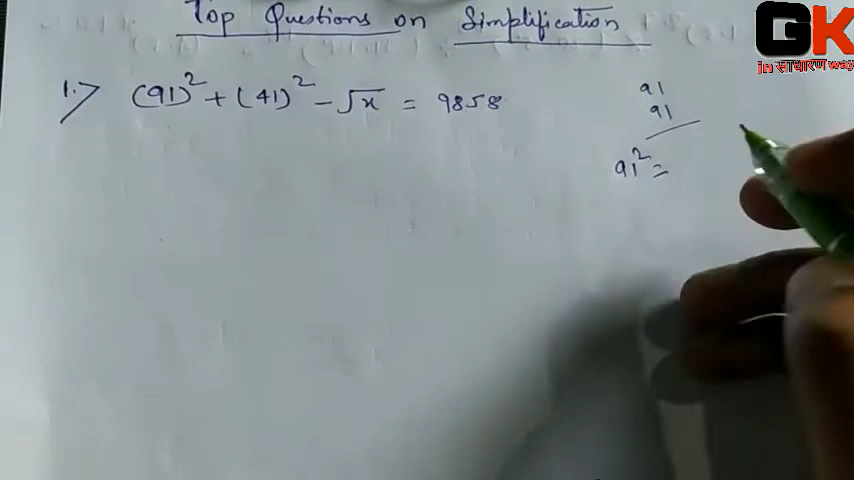 Top Questions on Simplification
GK
in साधारण way
1.> (91)² + (41)² - √x = 9858
91
91
91² =